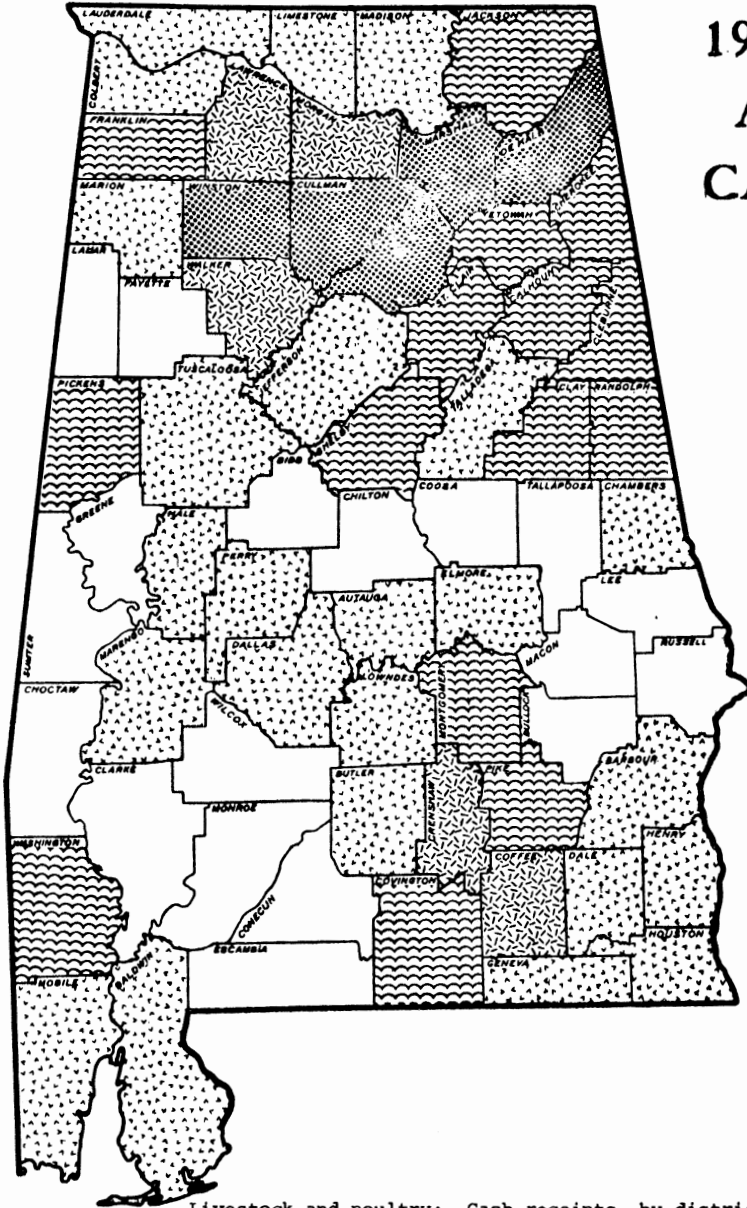 19
CA
LAUDERDALE
LIMESTONE
MADISON
JACKSON
COLBERT
LAWRENCE
MORGAN
FRANKLIN
MARSHALL
DE KALB
MARION
WINSTON
CULLMAN
CHEROKEE
ETOWAH
LAMAR
FAYETTE
WALKER
ST. CLAIR
CALHOUN
CLEBURNE
JEFFERSON
TUSCALOOSA
TALLADEGA
PICKENS
CLAY
RANDOLPH
SHELBY
BIBB
GREENE
HALE
CHILTON
COOSA
TALLAPOOSA
CHAMBERS
PERRY
ELMORE
LEE
AUTAUGA
SUMTER
MARENGO
DALLAS
MACON
RUSSELL
CHOCTAW
WILCOX
LOWNDES
MONTGOMERY
BULLOCK
CLARKE
BUTLER
CRENSHAW
PIKE
BARBOUR
MONROE
WASHINGTON
CONECUH
COVINGTON
COFFEE
DALE
HENRY
ESCAMBIA
GENEVA
HOUSTON
MOBILE
BALDWIN
Livestock and poultry: Cash receipts, by distri